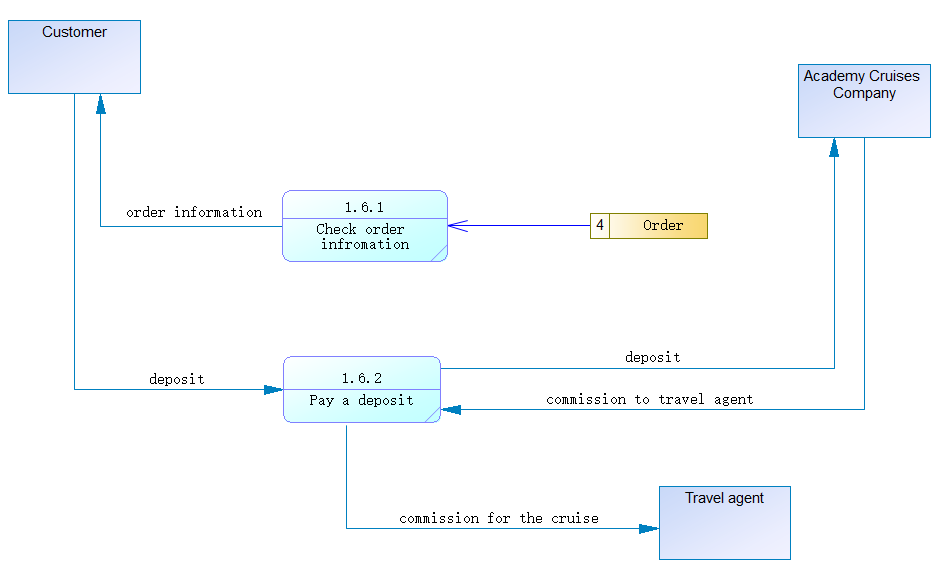 Customer
Academy Cruises
Company
order information
1.6.1
Check order
infromation
4
Order
deposit
1.6.2
Pay a deposit
deposit
commission to travel agent
commission for the cruise
Travel agent